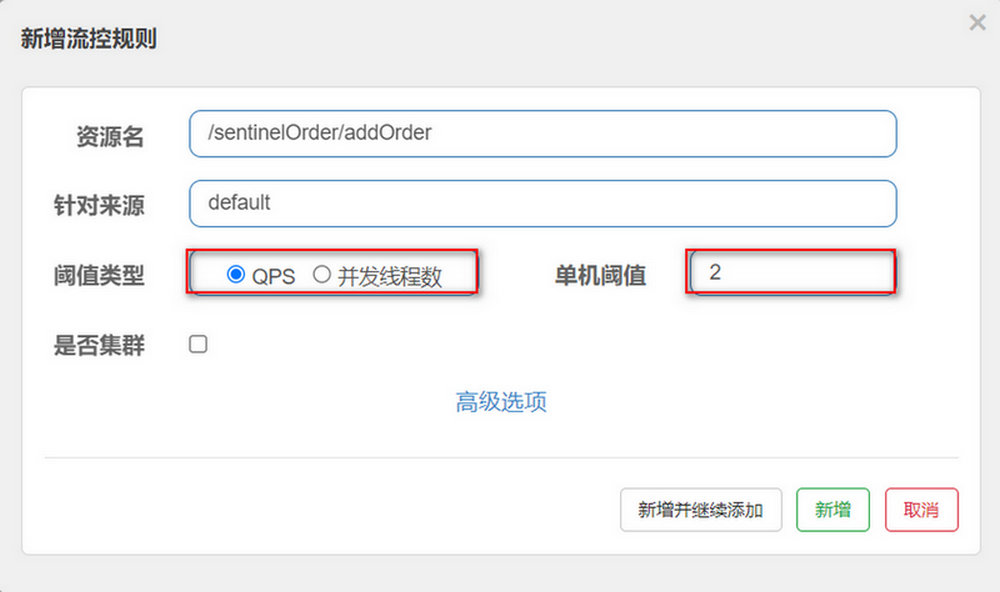 新增流控规则
×
资源名 /sentinelOrder/addOrder
针对来源 default
阈值类型 QPS 并发线程数 单机阈值 2
是否集群
高级选项
新增并继续添加 新增 取消